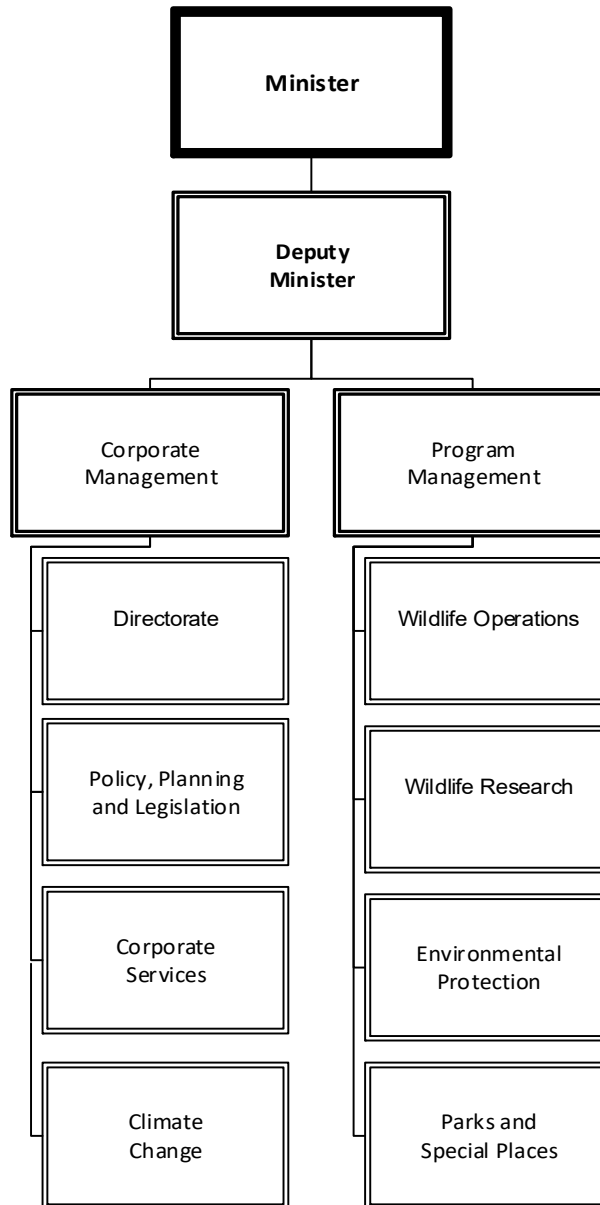 Minister
Deputy
Minister
Corporate
Management
Program
Management
Directorate
Wildlife Operations
Policy, Planning
and Legislation
Wildlife Research
Corporate
Services
Environmental
Protection
Climate
Change
Parks and
Special Places